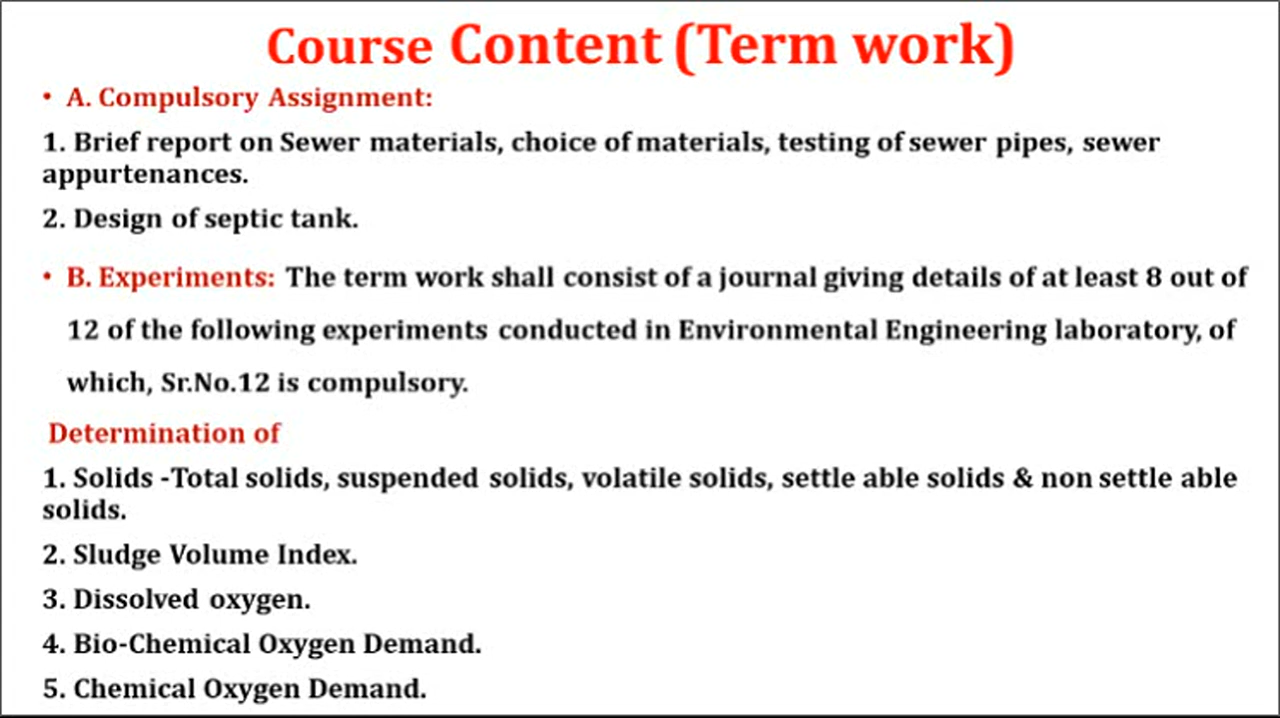 Course Content (Term work)
• A. Compulsory Assignment:
1. Brief report on Sewer materials, choice of materials, testing of sewer pipes, sewer
appurtenances.
2. Design of septic tank.
• B. Experiments: The term work shall consist of a journal giving details of at least 8 out of
12 of the following experiments conducted in Environmental Engineering laboratory, of
which, Sr.No.12 is compulsory.
Determination of
1. Solids -Total solids, suspended solids, volatile solids, settle able solids & non settle able
solids.
2. Sludge Volume Index.
3. Dissolved oxygen.
4. Bio-Chemical Oxygen Demand.
5. Chemical Oxygen Demand.